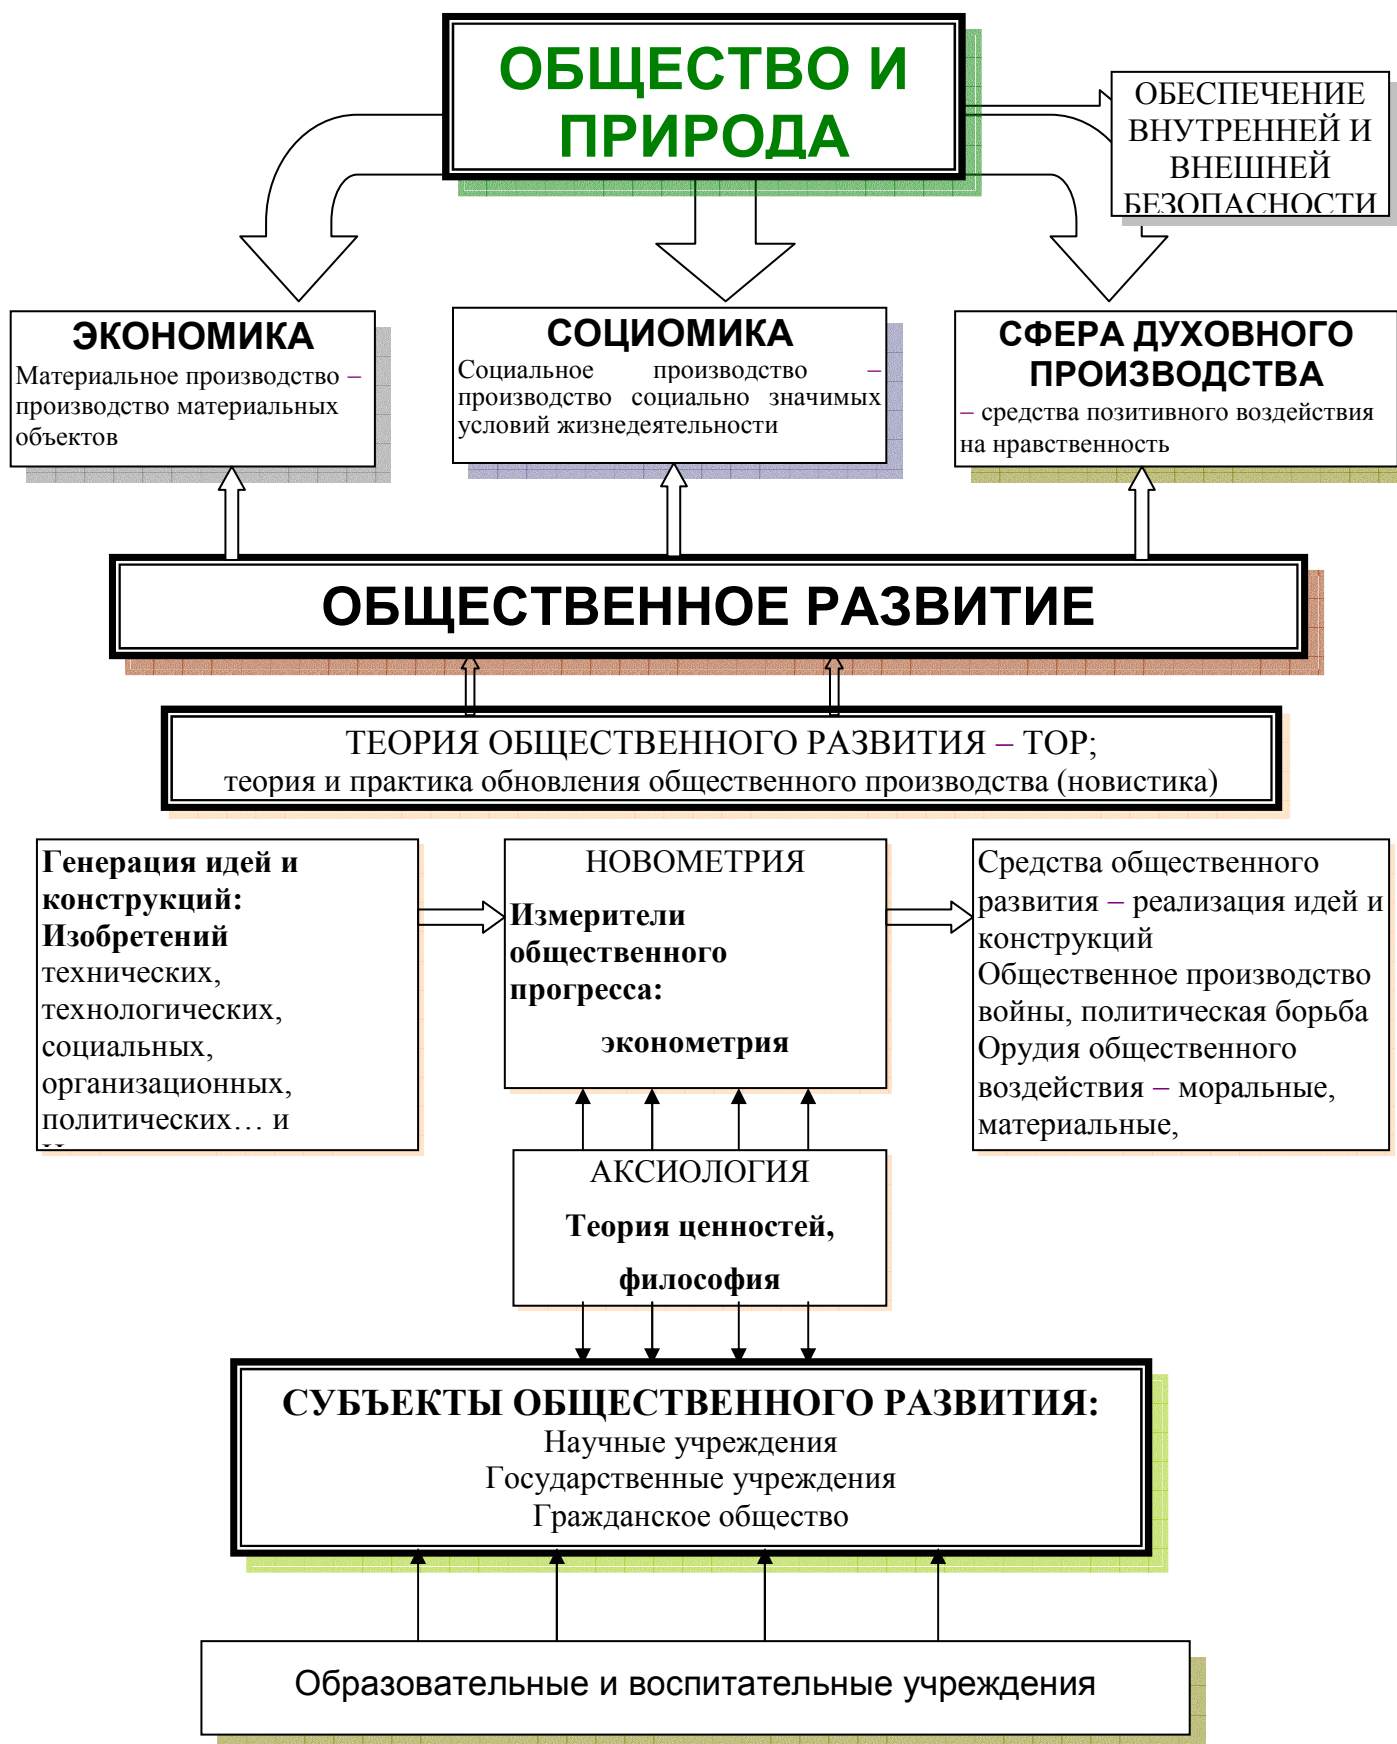 ОБЩЕСТВО И
ПРИРОДА
ОБЕСПЕЧЕНИЕ
ВНУТРЕННЕЙ И
ВНЕШНЕЙ
БЕЗОПАСНОСТИ
ЭКОНОМИКА
Материальное производство –
производство материальных
объектов
СОЦИОМИКА
Социальное производство –
производство социально значимых
условий жизнедеятельности
СФЕРА ДУХОВНОГО
ПРОИЗВОДСТВА
– средства позитивного воздействия
на нравственность
ОБЩЕСТВЕННОЕ РАЗВИТИЕ
ТЕОРИЯ ОБЩЕСТВЕННОГО РАЗВИТИЯ – ТОР;
теория и практика обновления общественного производства (новистика)
Генерация идей и
конструкций:
Изобретений
технических,
технологических,
социальных,
организационных,
политических… и
НОВОМЕТРИЯ
Измерители
общественного
прогресса:
эконометрия
Средства общественного
развития – реализация идей и
конструкций
Общественное производство
войны, политическая борьба
Орудия общественного
воздействия – моральные,
материальные,
АКСИОЛОГИЯ
Теория ценностей,
философия
СУБЪЕКТЫ ОБЩЕСТВЕННОГО РАЗВИТИЯ:
Научные учреждения
Государственные учреждения
Гражданское общество
Образовательные и воспитательные учреждения